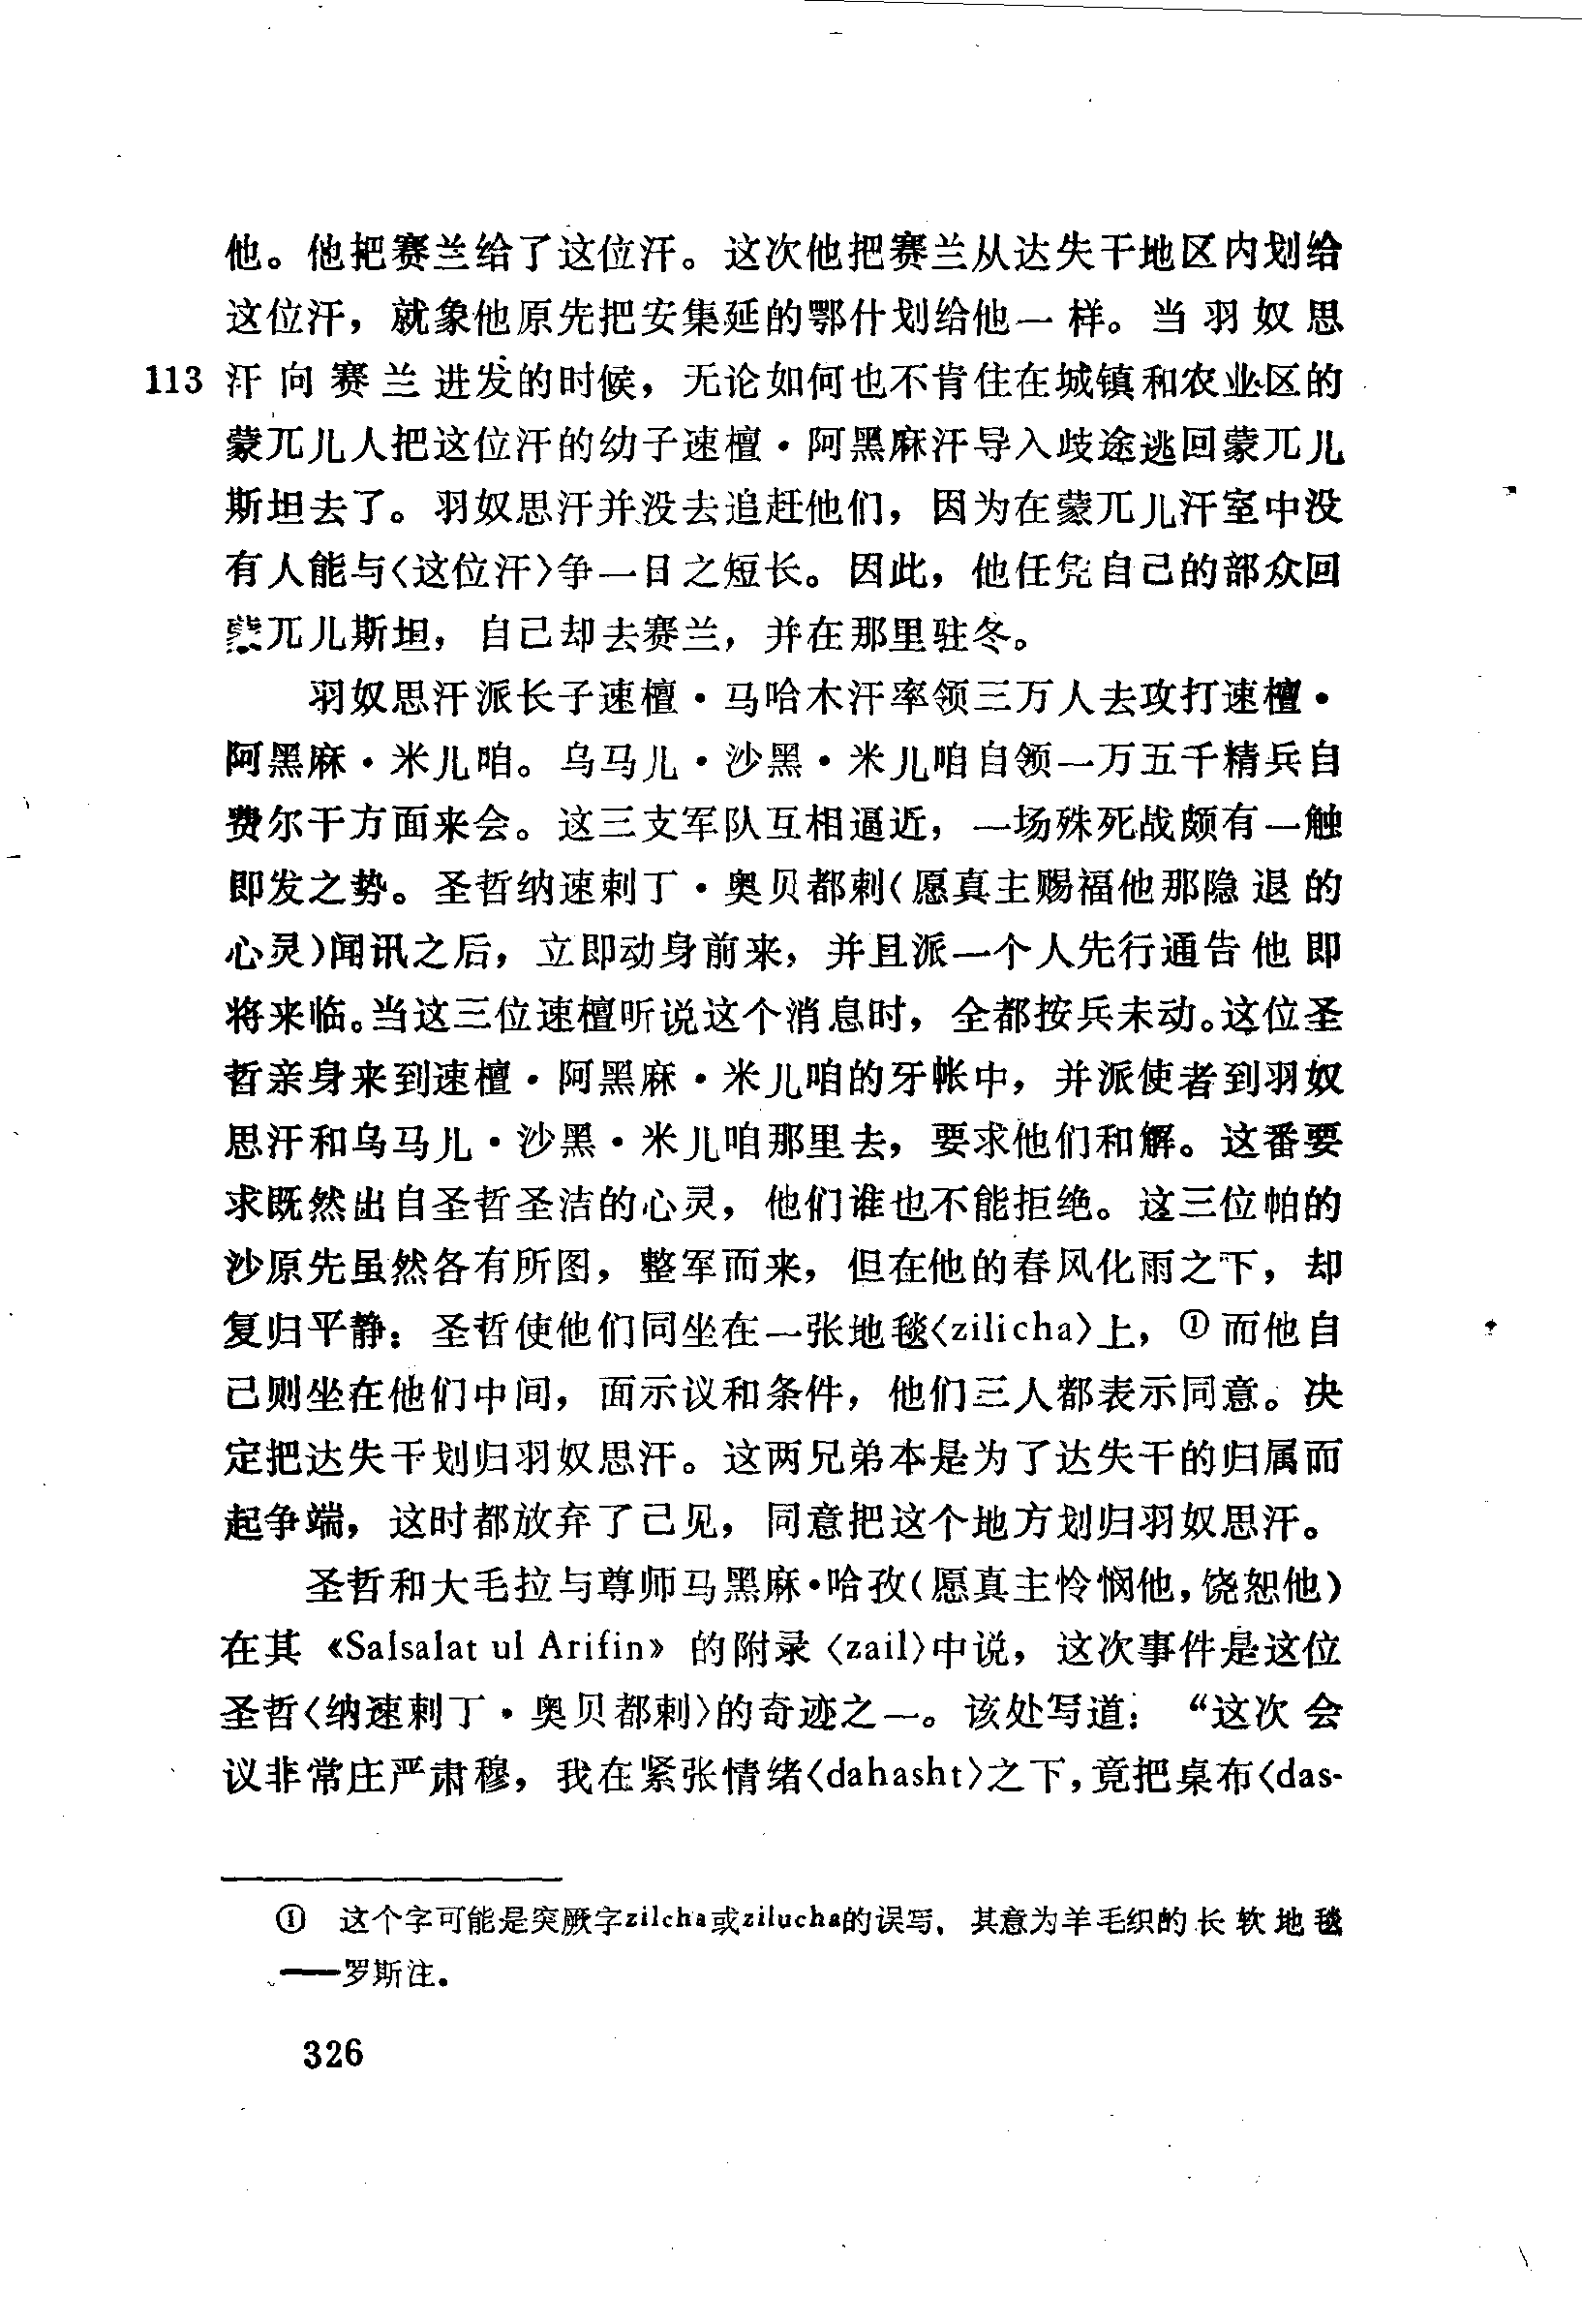 他。他把赛兰给了这位汗。这次他把赛兰从达失干地区内划给
这位汗，就象他原先把安集延的鄂什划给他一样。当羽奴思
113 汗向赛兰进发的时候，无论如何也不肯住在城镇和农业区的
蒙兀儿人把这位汗的幼子速檀·阿黑麻汗导入歧途逃回蒙兀儿
斯坦去了。羽奴思汗并没去追赶他们，因为在蒙兀儿汗室中没
有人能与〈这位汗〉争一日之短长。因此，他任凭自己的部众回
蒙兀儿斯坦，自己却去赛兰，并在那里驻冬。
羽奴思汗派长子速檀·马哈木汗率领三万人去攻打速檀·
阿黑麻·米儿咱。乌马儿·沙黑·米儿咱自领一万五千精兵自
费尔干方面来会。这三支军队互相逼近，一场殊死战颇有一触
即发之势。圣哲纳速剌丁·奥贝都剌（愿真主赐福他那隐退的
心灵）闻讯之后，立即动身前来，并且派一个人先行通告他即
将来临。当这三位速檀听说这个消息时，全都按兵未动。这位圣
哲亲身来到速檀·阿黑麻·米儿咱的牙帐中，并派使者到羽奴
思汗和乌马儿·沙黑·米儿咱那里去，要求他们和解。这番要
求既然出自圣哲圣洁的心灵，他们谁也不能拒绝。这三位帕的
沙原先虽然各有所图，整军而来，但在他的春风化雨之下，却
复归平静：圣哲使他们同坐在一张地毯〈zilicha〉上，①而他自
己则坐在他们中间，面示议和条件，他们三人都表示同意。决
定把达失干划归羽奴思汗。这两兄弟本是为了达失干的归属而
起争端，这时都放弃了己见，同意把这个地方划归羽奴思汗。
圣哲和大毛拉与尊师马黑麻·哈孜（愿真主怜悯他，饶恕他）
在其《Salsalat ul Arifin》的附录〈zail〉中说，这次事件是这位
圣哲〈纳速剌丁·奥贝都剌〉的奇迹之一。该处写道：“这次会
议非常庄严肃穆，我在紧张情绪〈dahasht〉之下，竟把桌布〈das-
① 这个字可能是突厥字zilcha或zilucha的误写，其意为羊毛织的长软地毯
——罗斯注。
326